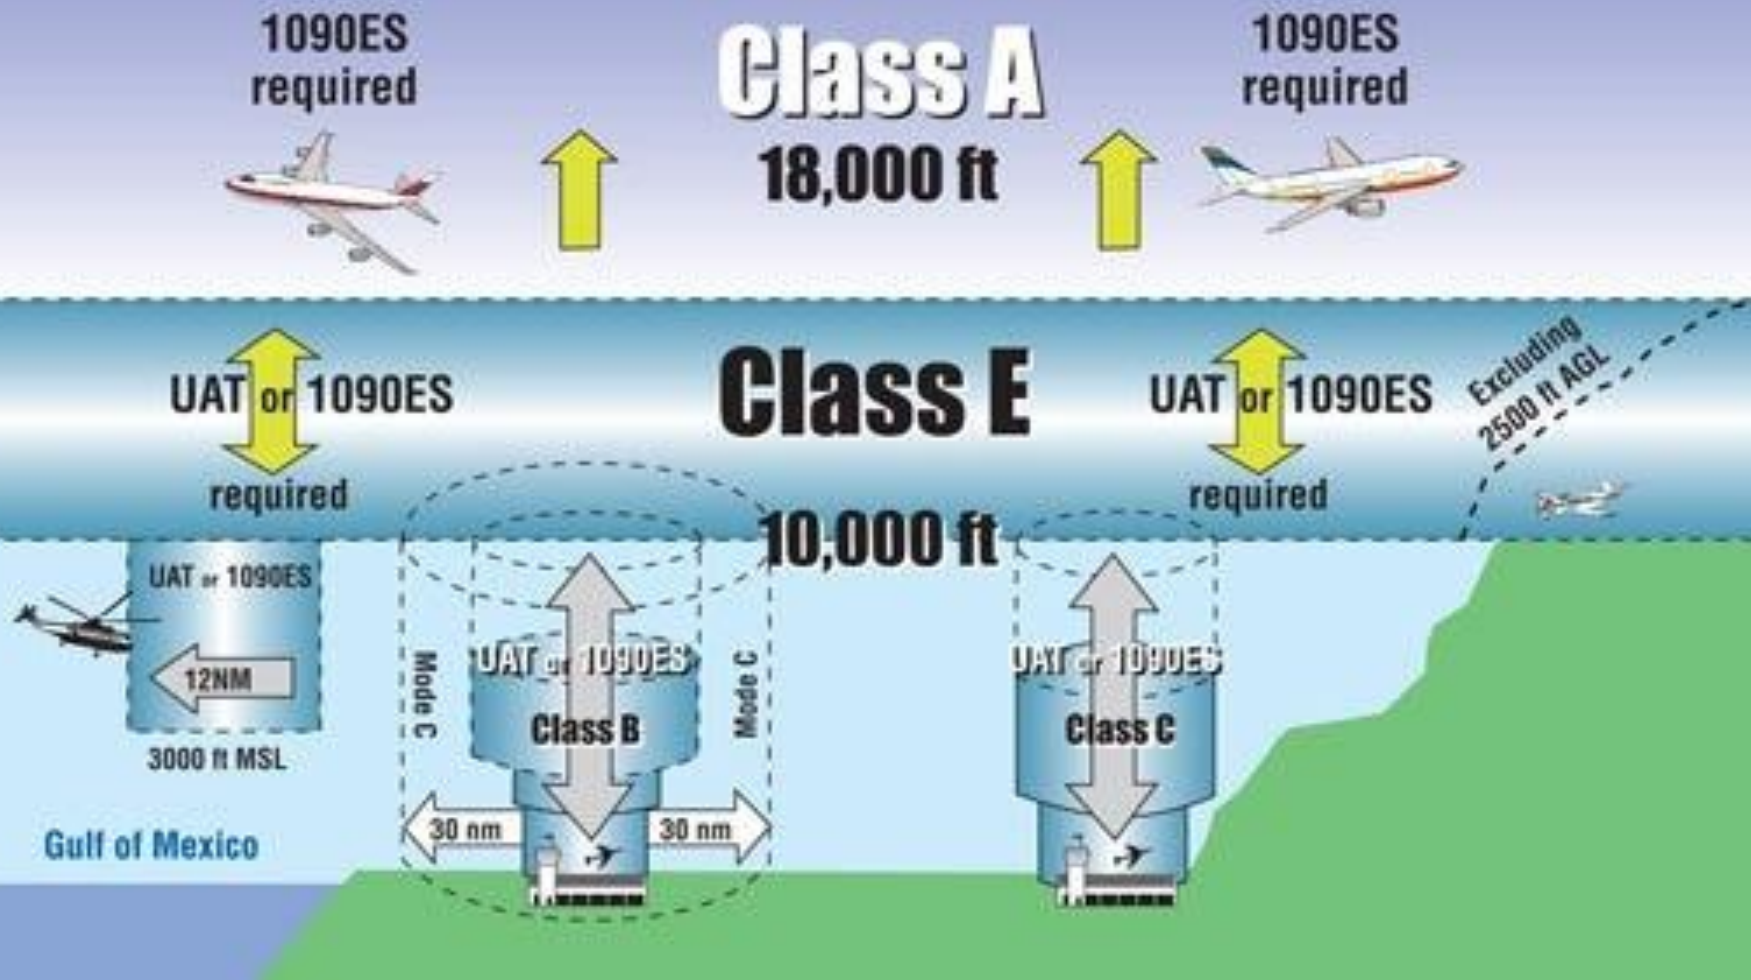 1090ES
required
Class A
18,000 ft
1090ES
required
UAT or 1090ES
required
Class E
UAT or 1090ES
required
Excluding
2500 ft AGL
10,000 ft
UAT or 1090ES
12NM
3000 ft MSL
Gulf of Mexico
Mode C
UAT or 1090ES
Class B
Mode C
30 nm
30 nm
UAT or 1090ES
Class C